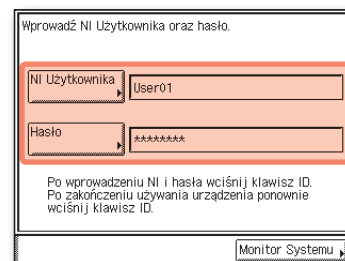 Wprowadź NI Użytkownika oraz hasło.
NI Użytkownika
User01
Hasło
********
Po wprowadzeniu NI i hasła wciśnij klawisz ID.
Po zakończeniu używania urządzenia ponownie
wciśnij klawisz ID.
Monitor Systemu